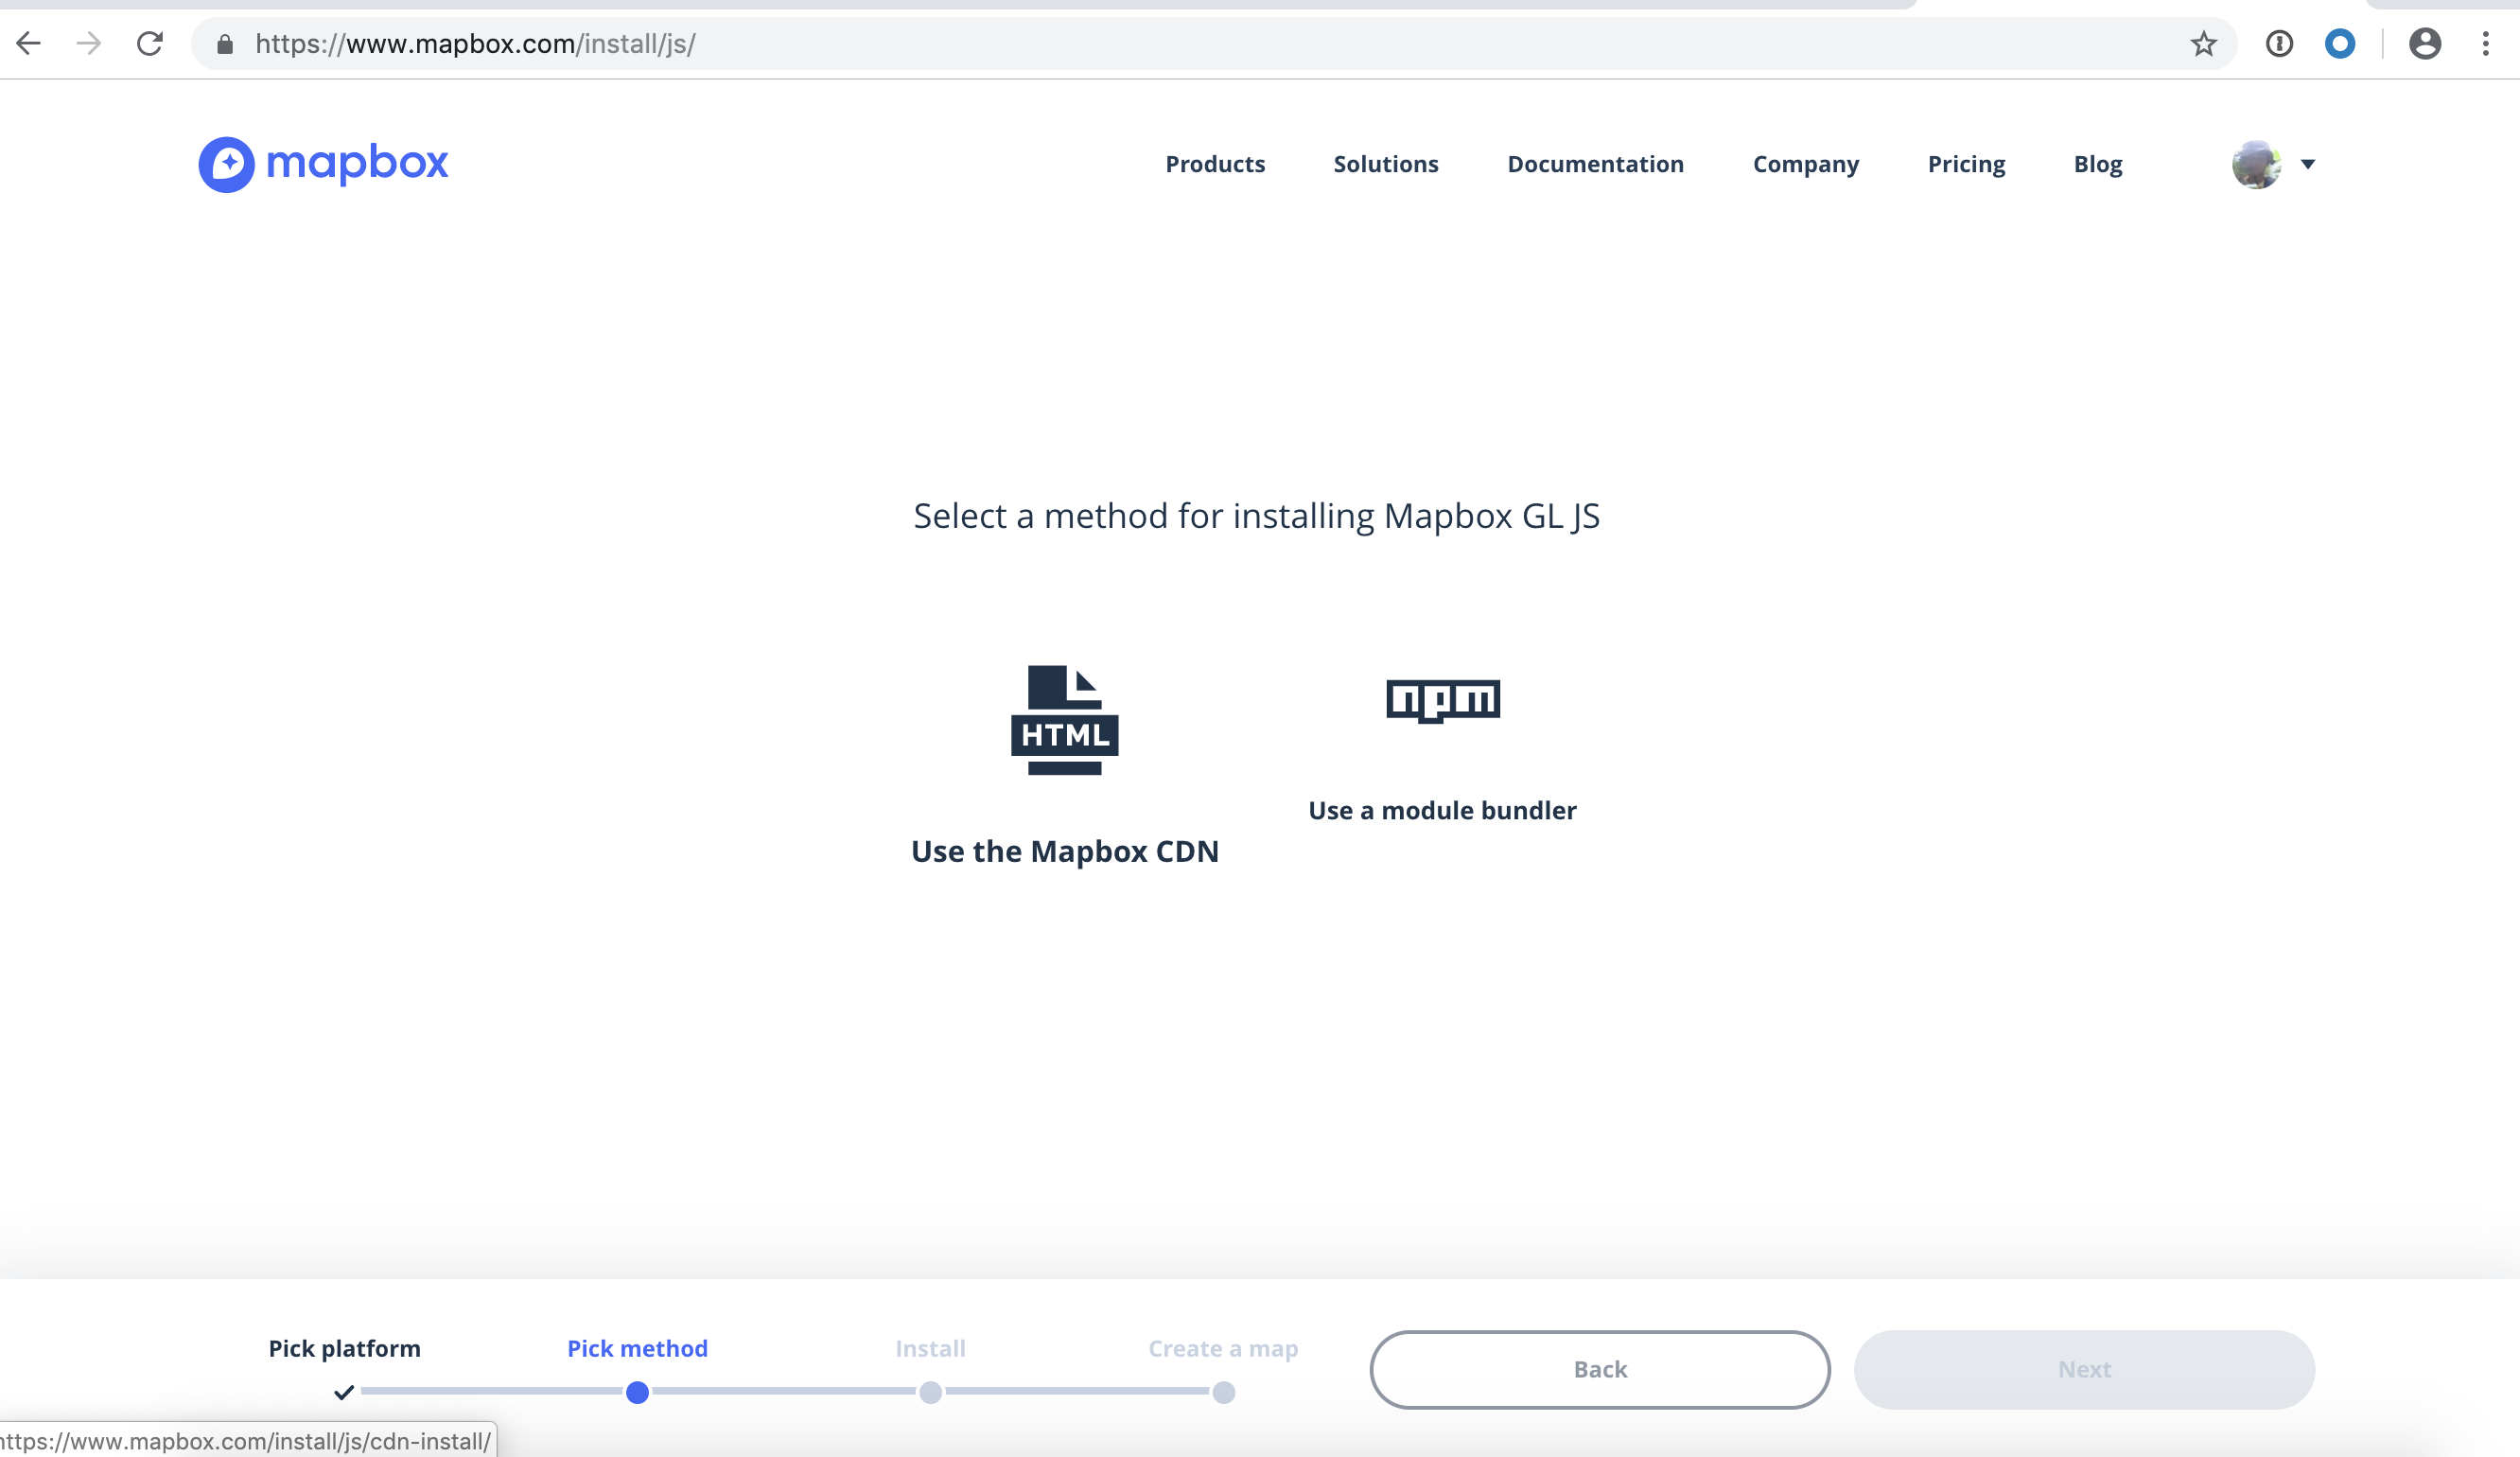 https://www.mapbox.com/install/js/
mapbox
Products Solutions Documentation Company Pricing Blog
Select a method for installing Mapbox GL JS
HTML
npm
Use the Mapbox CDN
Use a module bundler
Pick platform Pick method Install Create a map
Back Next
ttps://www.mapbox.com/install/js/cdn-install/